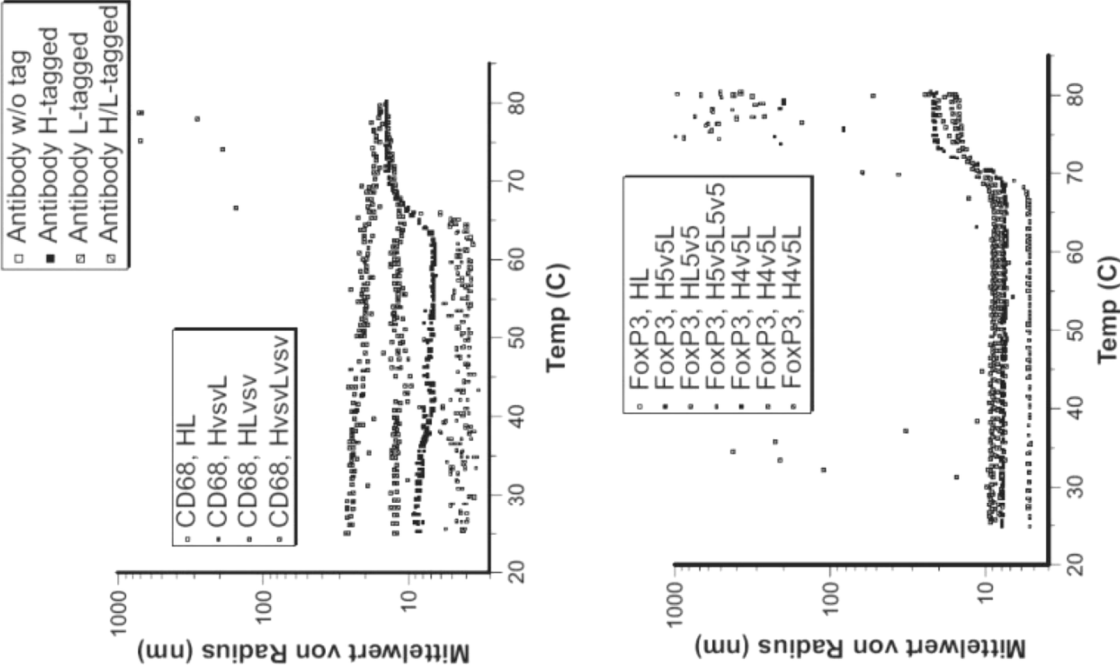 Antibody w/o tag
Antibody H-tagged
Antibody L-tagged
Antibody H/L-tagged
CD68, HL
CD68, HvsvL
CD68, HLvsv
CD68, HvsvLvsv
Mittelwert von Radius (nm)
1000
100
10
20
30
40
50
60
70
80
Temp (C)
FoxP3, HL
FoxP3, H5v5L
FoxP3, HL5v5
FoxP3, H5v5L5v5
FoxP3, H4v5L
FoxP3, H4v5L
FoxP3, H4v5L
Mittelwert von Radius (nm)
1000
100
10
20
30
40
50
60
70
80
Temp (C)